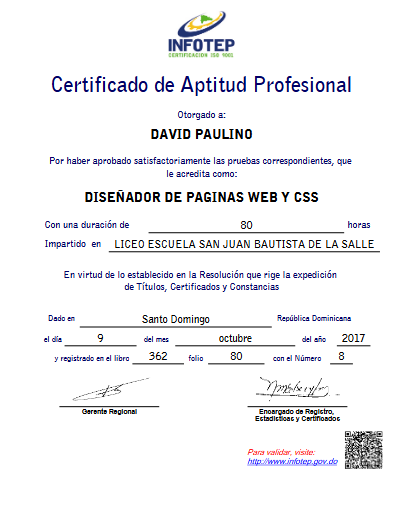 INFOTEP
CERTIFICACION ISO 9001
Certificado de Aptitud Profesional
Otorgado a:
DAVID PAULINO
Por haber aprobado satisfactoriamente las pruebas correspondientes, que
le acredita como:
DISEÑADOR DE PAGINAS WEB Y CSS
Con una duración de 80 horas
Impartido en LICEO ESCUELA SAN JUAN BAUTISTA DE LA SALLE
En virtud de lo establecido en la Resolución que rige la expedición
de Títulos, Certificados y Constancias
Dado en Santo Domingo República Dominicana
el día 9 del mes octubre del año 2017
y registrado en el libro 362 folio 80 con el Número 8
Gerente Regional
Encargado de Registro,
Estadísticas y Certificados
Para validar, visite:
http://www.infotep.gov.do